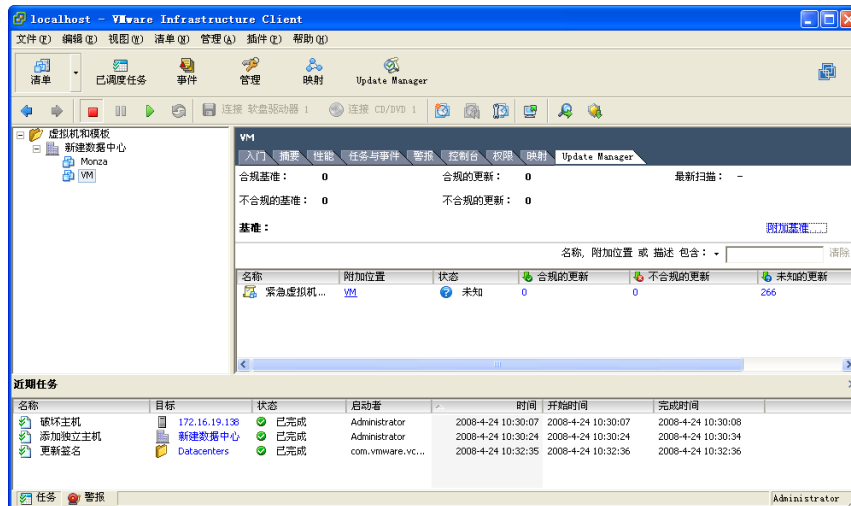 localhost - VMware Infrastructure Client
文件(F) 编辑(E) 视图(V) 清单(N) 管理(A) 插件(P) 帮助(H)
清单 已调度任务 事件 管理 映射 Update Manager
连接 软盘驱动器 1 连接 CD/DVD 1
虚拟机和模板
新建数据中心
Monza
VM
VM
入门 摘要 性能 任务与事件 警报 控制台 权限 映射 Update Manager
合规基准： 0 合规的更新： 0 最新扫描： -
不合规的基准： 0 不合规的更新： 0
基准： 附加基准......
名称, 附加位置 或 描述 包含： 清除
名称 附加位置 状态 合规的更新 不合规的更新 未知的更新
紧急虚拟机... VM 未知 0 0 266
近期任务
名称 目标 状态 启动者 时间 开始时间 完成时间
破坏主机 172.16.19.138 已完成 Administrator 2008-4-24 10:30:07 2008-4-24 10:30:07 2008-4-24 10:30:08
添加独立主机 新建数据中心 已完成 Administrator 2008-4-24 10:30:24 2008-4-24 10:30:24 2008-4-24 10:30:34
更新签名 Datacenters 已完成 com.vmware.vc... 2008-4-24 10:32:35 2008-4-24 10:32:36 2008-4-24 10:32:36
任务 警报 Administrator